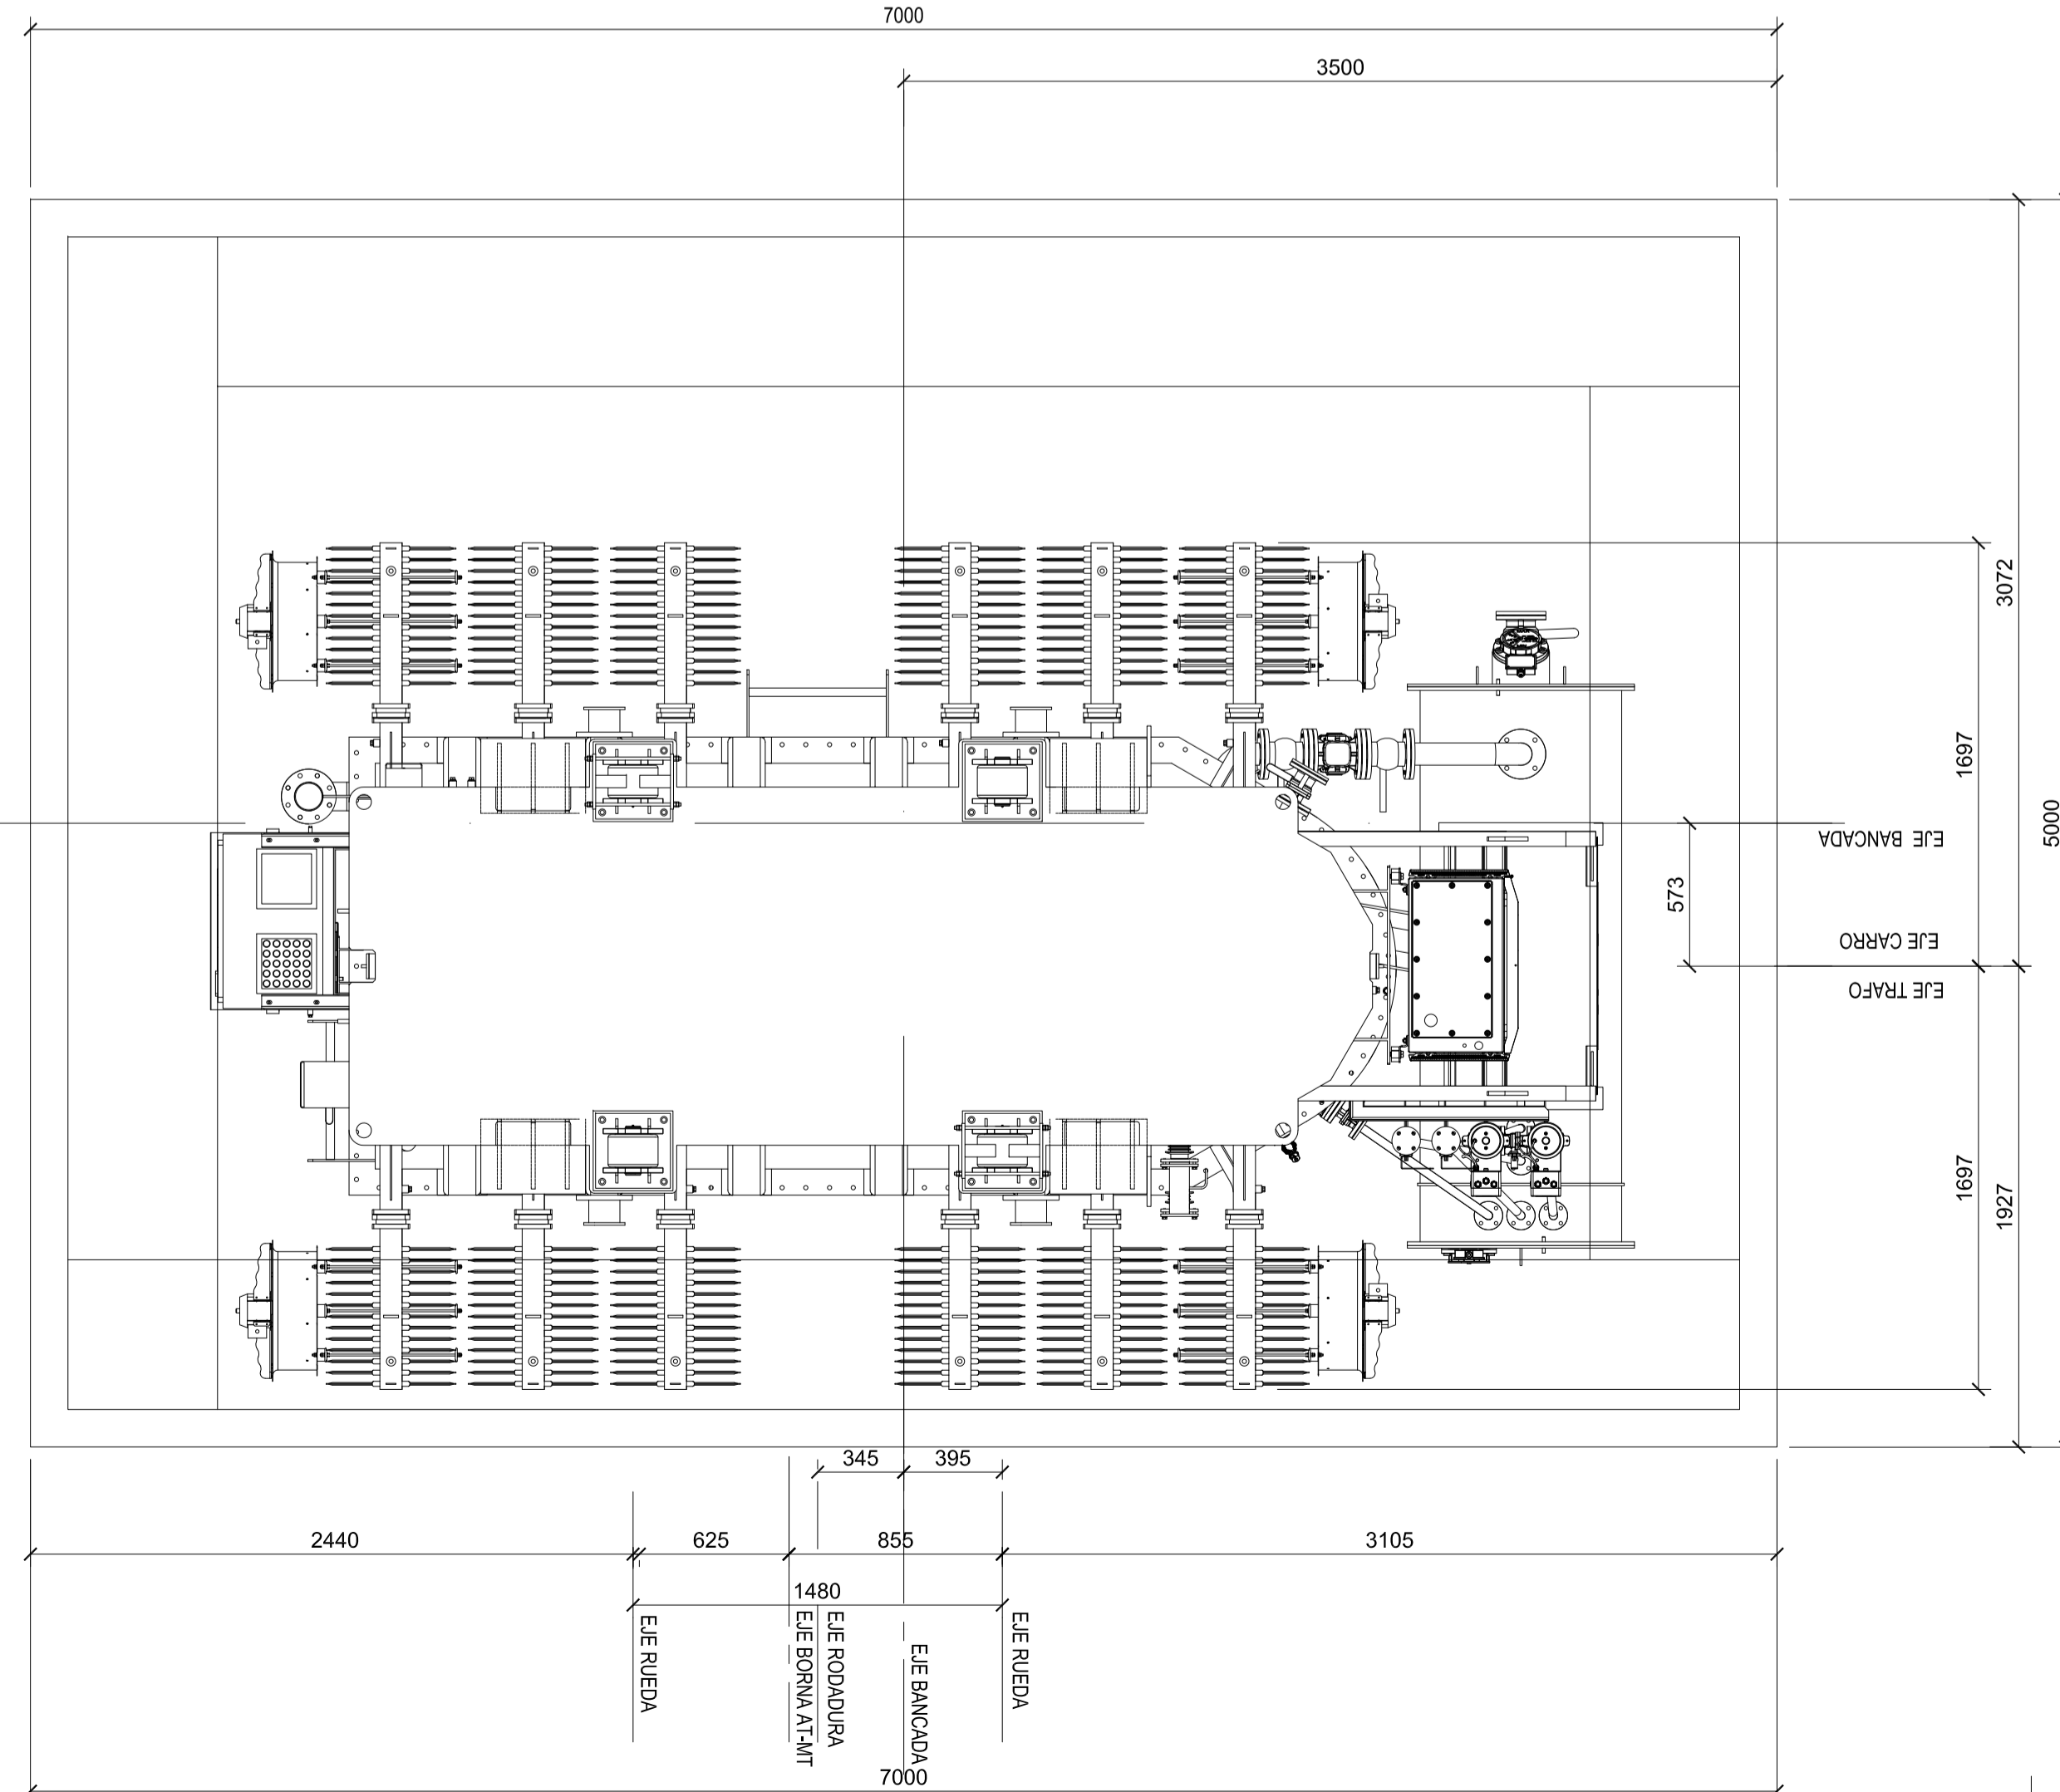 7000
3500
3072
1697
5000
EJE BANCADA
573
EJE CARRO
EJE TRAFO
1697
1927
345
395
2440
625
855
3105
1480
EJE RUEDA
EJE BORNA AT-MT
EJE RODADURA
EJE BANCADA
EJE RUEDA
7000